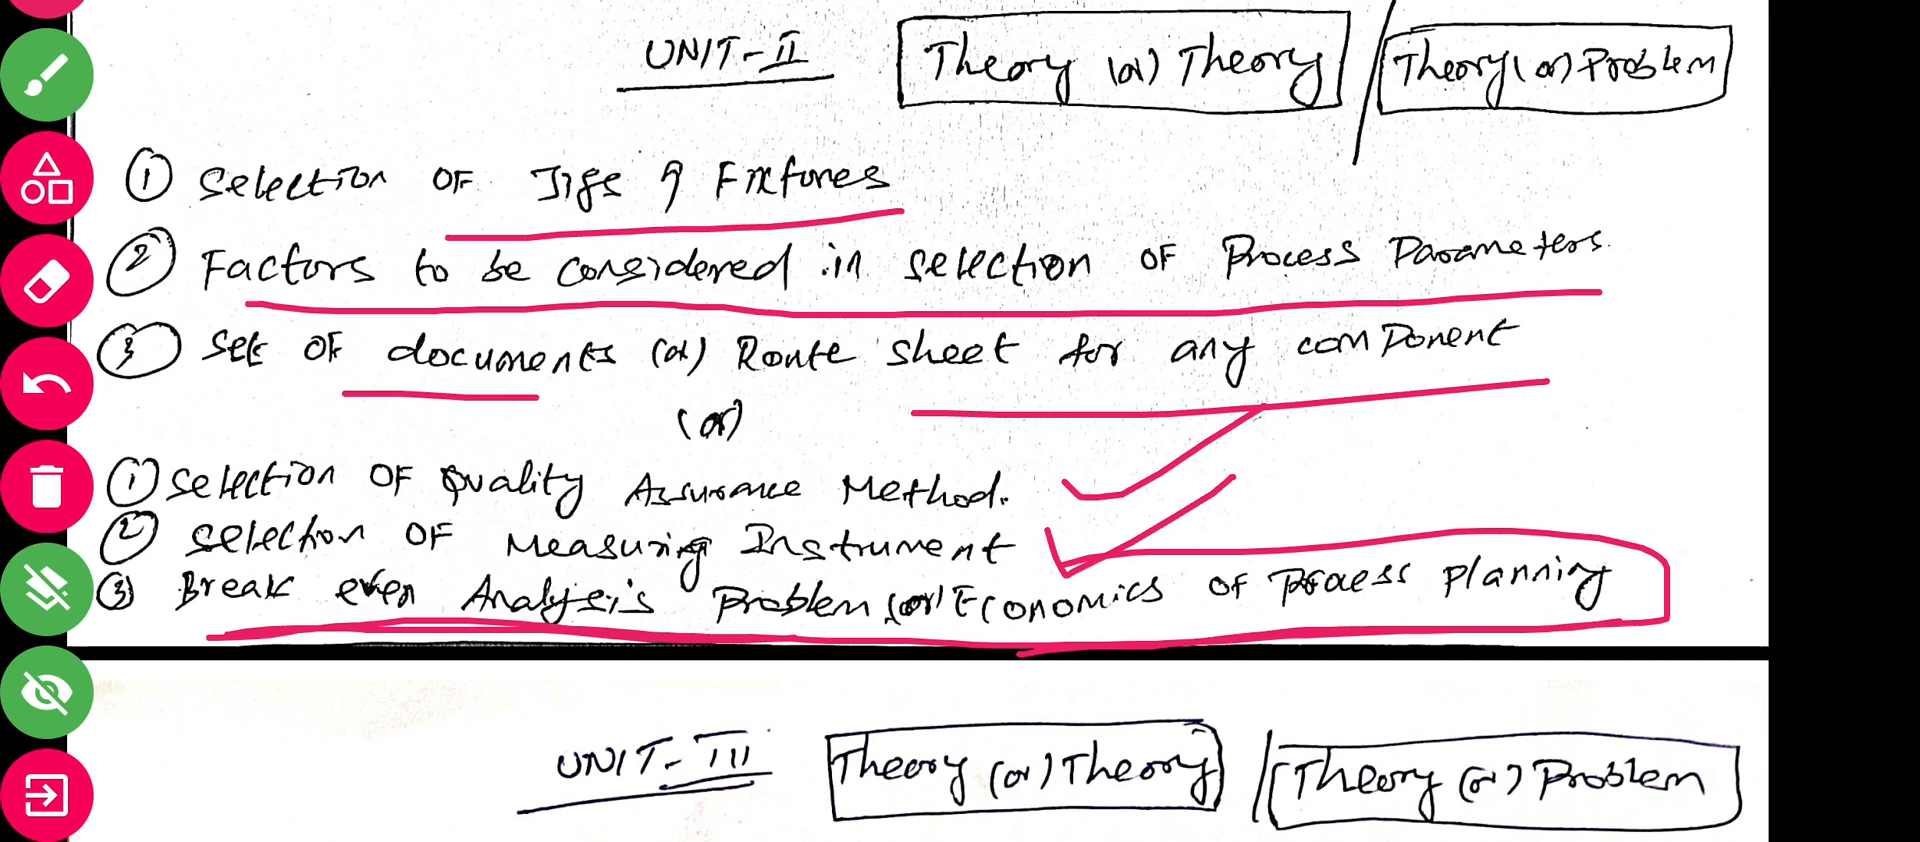 UNIT-II Theory (or) Theory / Theory (or) Problem
① Selection OF Jigs & Fixtures
② Factors to be considered in selection OF Process Parameters.
③ Set OF documents (or) Route sheet for any component
(or)
① Selection OF Quality Assurance Method.
② Selection OF Measuring Instrument
③ Break even Analysis Problem (or) Economics OF Process Planning
UNIT-III Theory (or) Theory / Theory (or) Problem